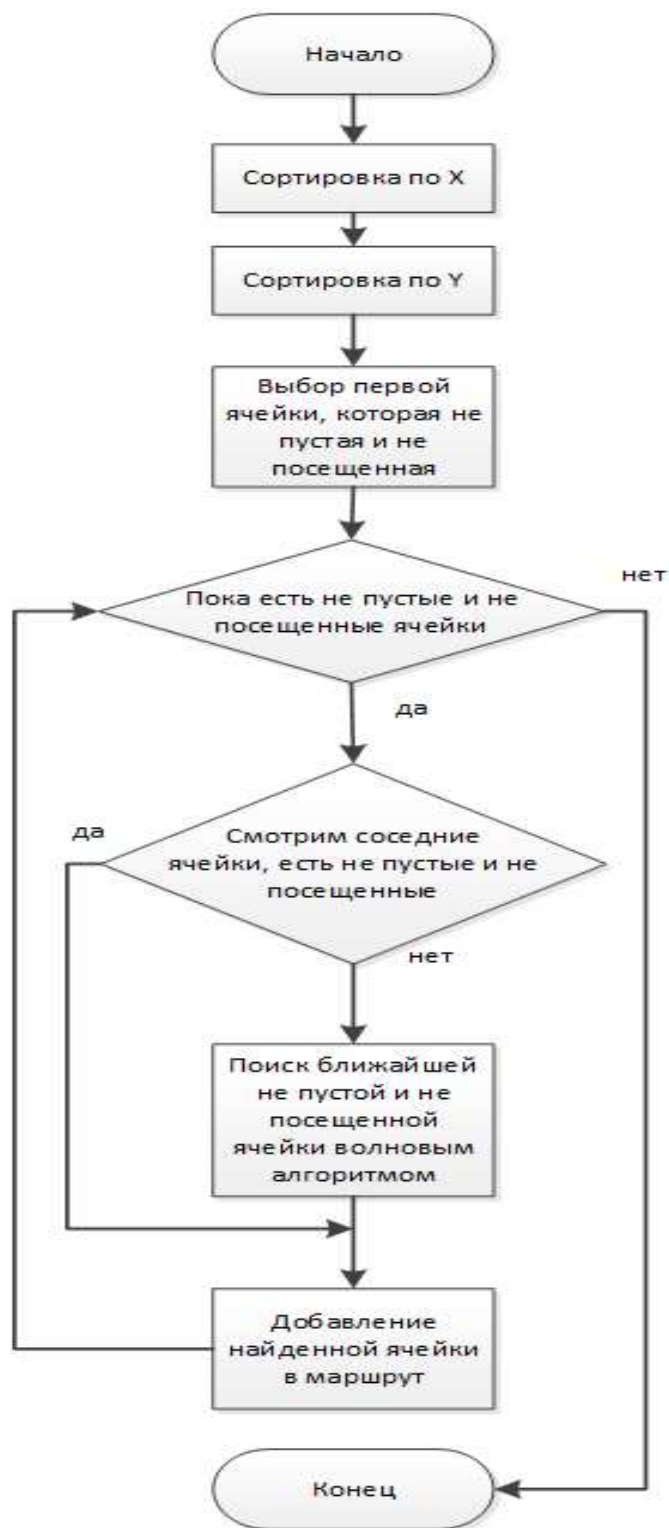 Начало
Сортировка по X
Сортировка по Y
Выбор первой
ячейки, которая не
пустая и не
посещенная
нет
Пока есть не пустые и не
посещенные ячейки
да
да
Смотрим соседние
ячейки, есть не пустые и не
посещенные
нет
Поиск ближайшей
не пустой и не
посещенной
ячейки волновым
алгоритмом
Добавление
найденной ячейки
в маршрут
Конец